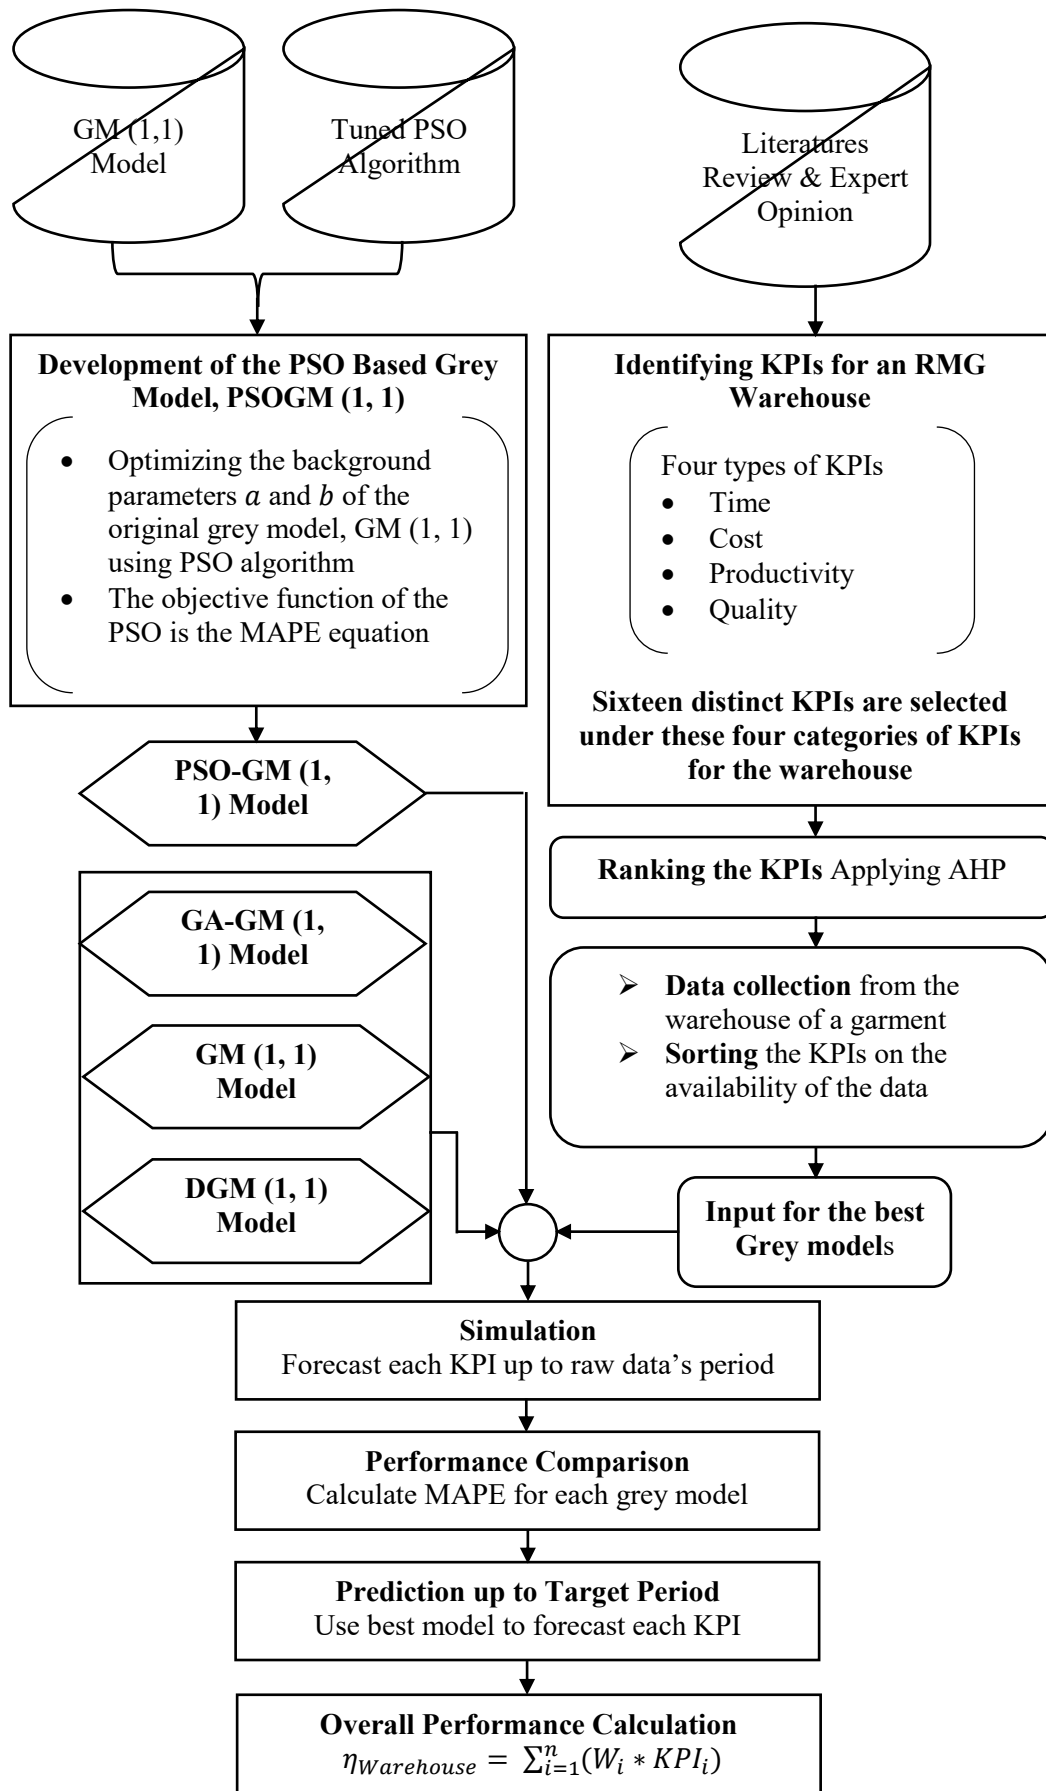 GM (1,1)
Model
Tuned PSO
Algorithm
Literatures
Review & Expert
Opinion
Development of the PSO Based Grey
Model, PSOGM (1, 1)
• Optimizing the background
parameters a and b of the
original grey model, GM (1, 1)
using PSO algorithm
• The objective function of the
PSO is the MAPE equation
Identifying KPIs for an RMG
Warehouse
Four types of KPIs
• Time
• Cost
• Productivity
• Quality
Sixteen distinct KPIs are selected
under these four categories of KPIs
for the warehouse
PSO-GM (1,
1) Model
Ranking the KPIs Applying AHP
GA-GM (1,
1) Model
GM (1, 1)
Model
DGM (1, 1)
Model
➢ Data collection from the
warehouse of a garment
➢ Sorting the KPIs on the
availability of the data
Input for the best
Grey models
Simulation
Forecast each KPI up to raw data’s period
Performance Comparison
Calculate MAPE for each grey model
Prediction up to Target Period
Use best model to forecast each KPI
Overall Performance Calculation
η_Warehouse = ∑_{i=1}^{n}(W_i * KPI_i)